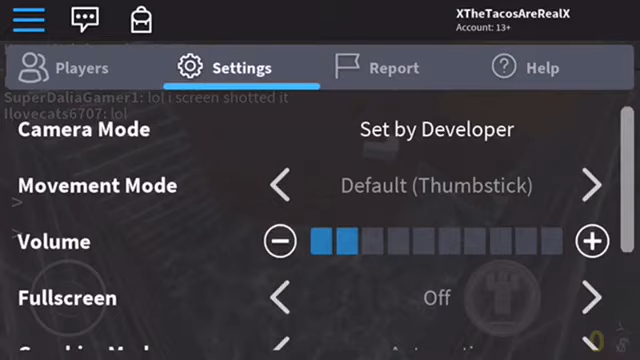 XTheTacosAreRealX
Account: 13+
Players
Settings
Report
Help
SuperDaliaGamer1: lol i screen shotted it
Ilovecats6707: lol
Camera Mode
Set by Developer
Movement Mode
Default (Thumbstick)
Volume
Fullscreen
Off
0